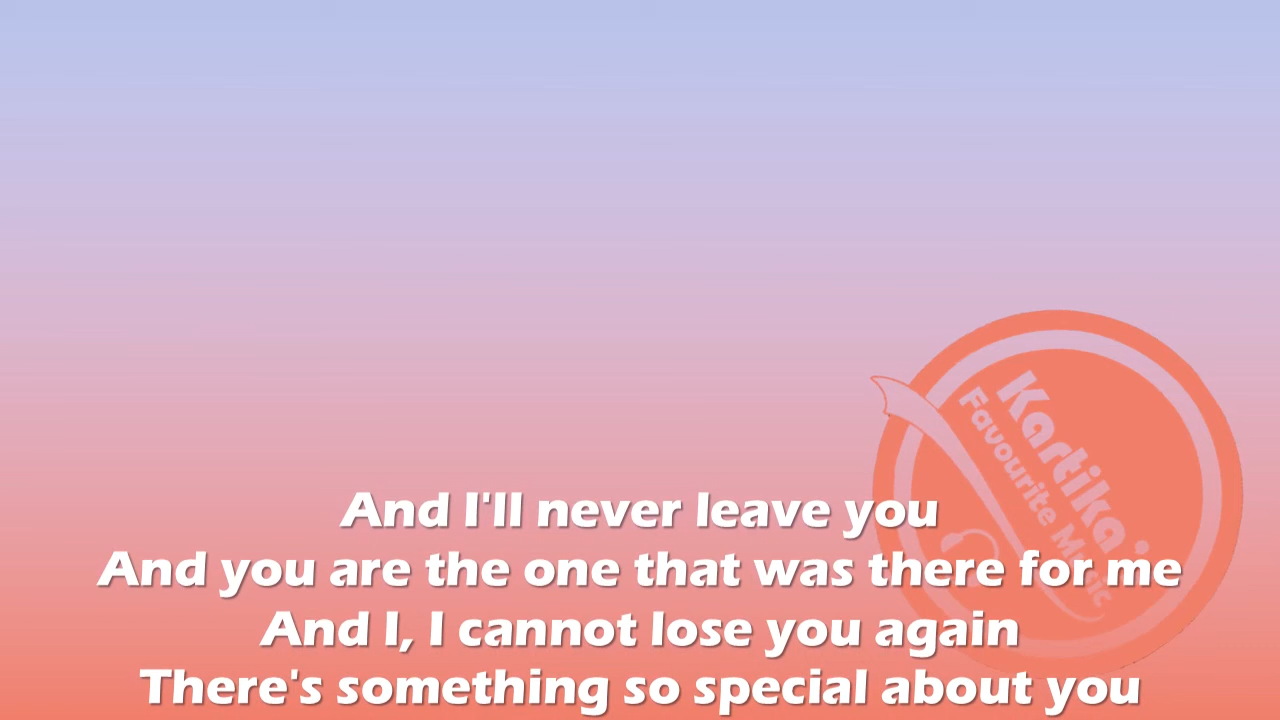 Kartika
Favourite Music
And I'll never leave you
And you are the one that was there for me
And I, I cannot lose you again
There's something so special about you